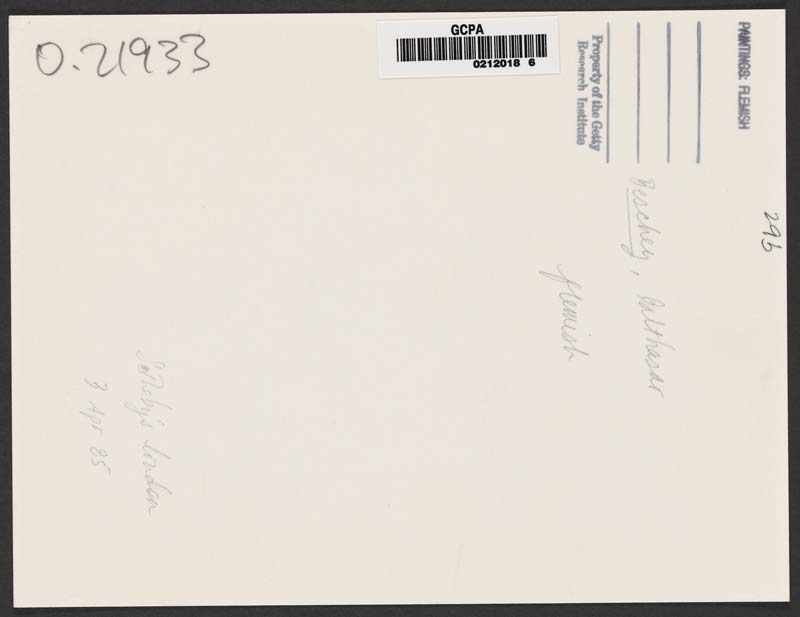 O.21933
GCPA
0212018 6
PAINTINGS: FLEMISH
Property of the Getty
Research Institute
296
Beschey, Balthasar
flemish
Sotheby's London
3 Apr 85